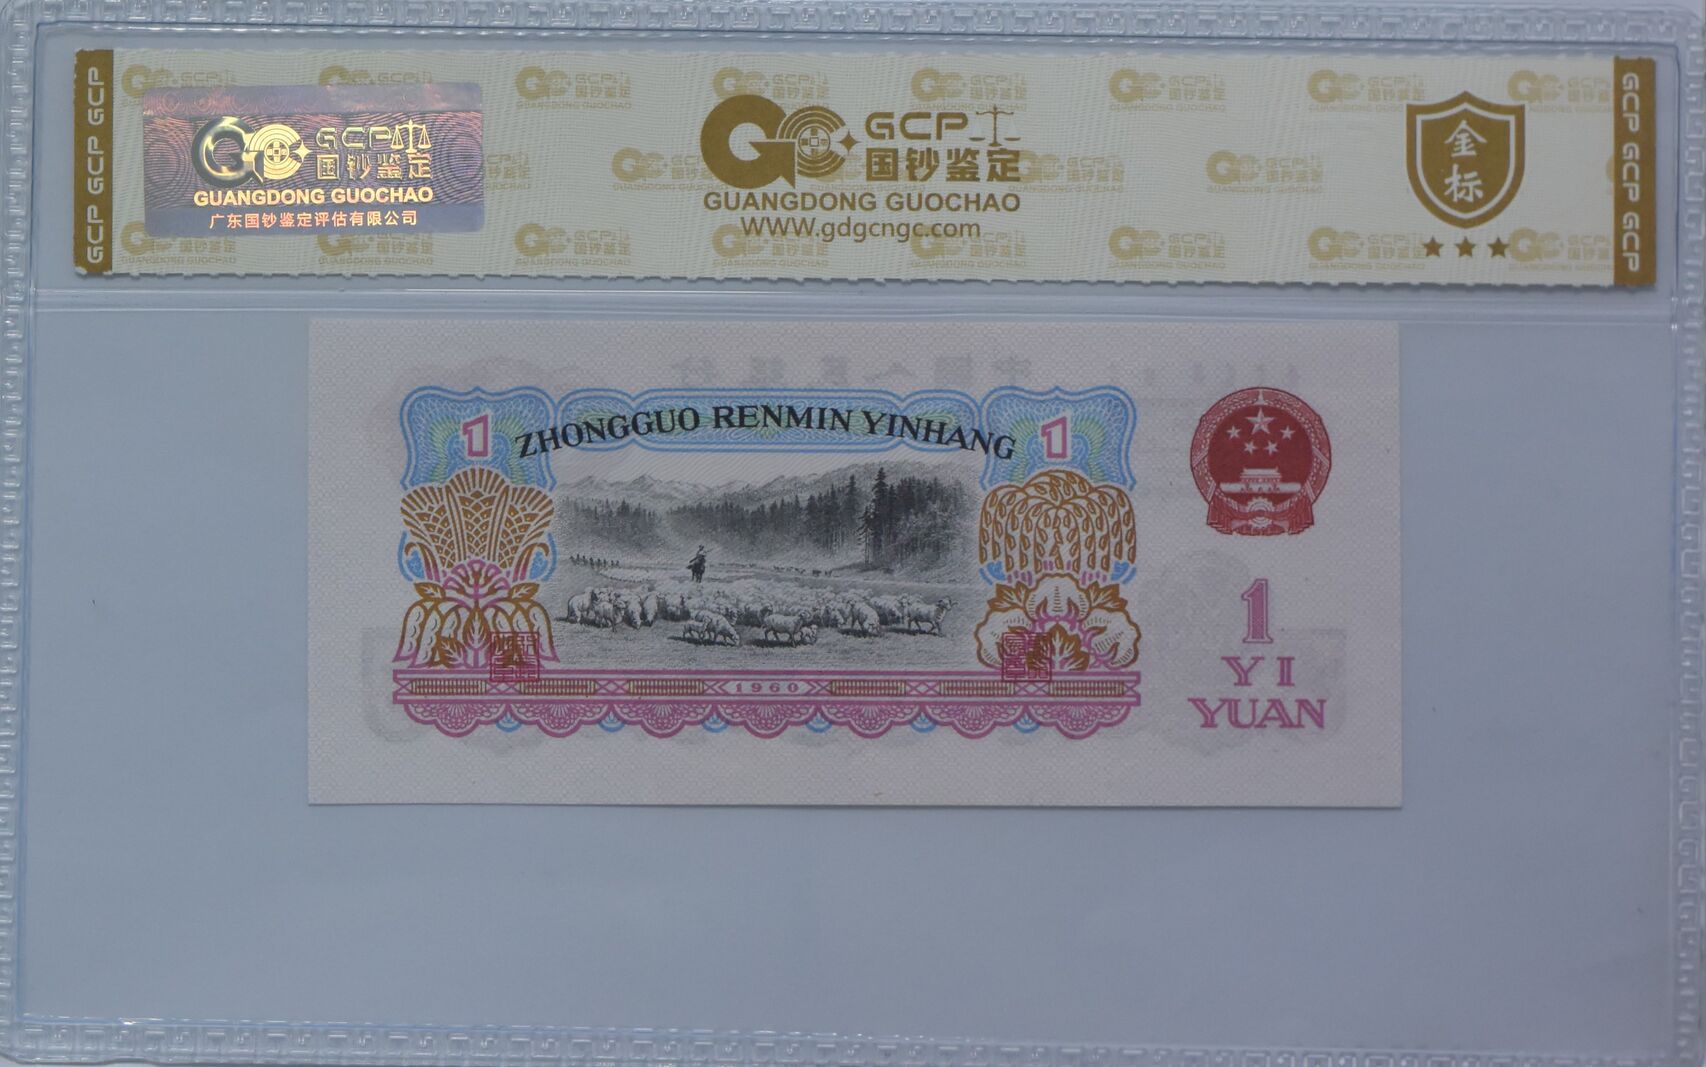 GCP GCP GCP
GCP
国钞鉴定
GUANGDONG GUOCHAO
广东国钞鉴定评估有限公司
GCP
国钞鉴定
GUANGDONG GUOCHAO
WWW.gdgcngc.com
金
标
GCP GCP GCP
1
ZHONGGUO RENMIN YINHANG
1
1960
1
YI
YUAN